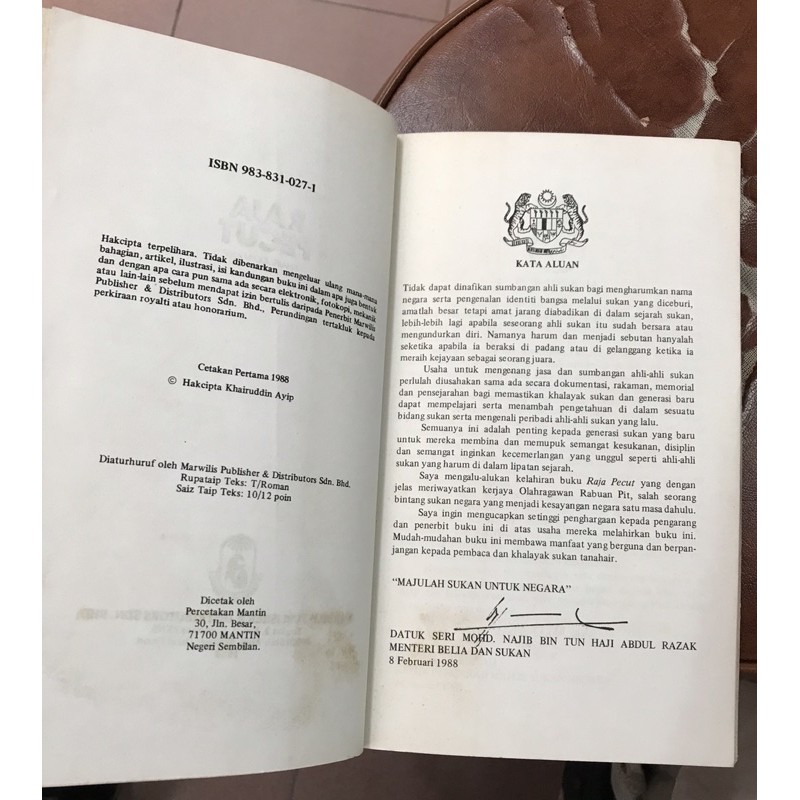 ISBN 983-831-027-1
Hakcipta terpelihara. Tidak dibenarkan mengeluar ulang mana-mana
bahagian, artikel, ilustrasi, isi kandungan buku ini dalam apa juga bentuk
dan dengan apa cara pun sama ada secara elektronik, fotokopi, mekanik
atau lain-lain sebelum mendapat izin bertulis daripada Penerbit Marwilis
Publisher & Distributors Sdn. Bhd., Perundingan tertakluk kepada
perkiraan royalti atau honorarium.
Cetakan Pertama 1988
© Hakcipta Khairuddin Ayip
Diaturhuruf oleh Marwilis Publisher & Distributors Sdn. Bhd.
Rupataip Teks: T/Roman
Saiz Taip Teks: 10/12 poin
Dicetak oleh
Percetakan Mantin
30, Jln. Besar,
71700 MANTIN
Negeri Sembilan.
KATA ALUAN
Tidak dapat dinafikan sumbangan ahli sukan bagi mengharumkan nama
negara serta pengenalan identiti bangsa melalui sukan yang diceburi,
amatlah besar tetapi amat jarang diabadikan di dalam sejarah sukan,
lebih-lebih lagi apabila seseorang ahli sukan itu sudah bersara atau
mengundurkan diri. Namanya harum dan menjadi sebutan hanyalah
seketika apabila ia beraksi di padang atau di gelanggang ketika ia
meraih kejayaan sebagai seorang juara.
Usaha untuk mengenang jasa dan sumbangan ahli-ahli sukan
perlulah diusahakan sama ada secara dokumentasi, rakaman, memorial
dan pensejarahan bagi memastikan khalayak sukan dan generasi baru
dapat mempelajari serta menambah pengetahuan di dalam sesuatu
bidang sukan serta mengenali peribadi ahli-ahli sukan yang lalu.
Semuanya ini adalah penting kepada generasi sukan yang baru
untuk mereka membina dan memupuk semangat kesukanan, disiplin
dan semangat inginkan kecemerlangan yang unggul seperti ahli-ahli
sukan yang harum di dalam lipatan sejarah.
Saya mengalu-alukan kelahiran buku Raja Pecut yang dengan
jelas meriwayatkan kerjaya Olahragawan Rabuan Pit, salah seorang
bintang sukan negara yang menjadi kesayangan negara satu masa dahulu.
Saya ingin mengucapkan setinggi penghargaan kepada pengarang
dan penerbit buku ini di atas usaha mereka melahirkan buku ini.
Mudah-mudahan buku ini membawa manfaat yang berguna dan berpan-
jangan kepada pembaca dan khalayak sukan tanahair.
"MAJULAH SUKAN UNTUK NEGARA"
DATUK SERI MOHD. NAJIB BIN TUN HAJI ABDUL RAZAK
MENTERI BELIA DAN SUKAN
8 Februari 1988